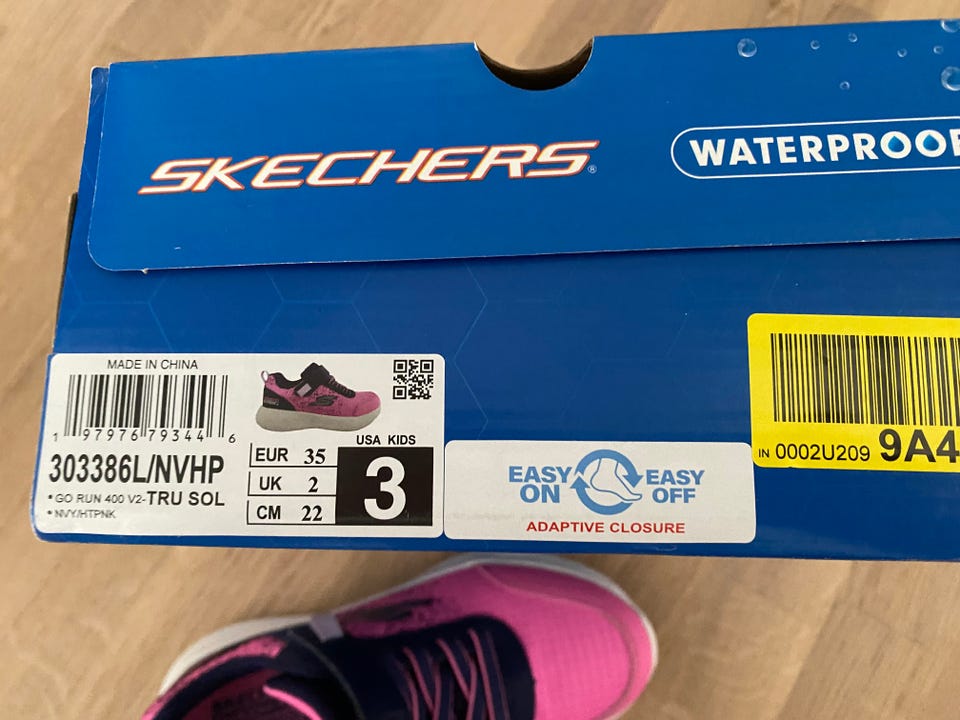 SKECHERS®
WATERPROOF
MADE IN CHINA
1 97976 79344 6
303386L/NVHP
* GO RUN 400 V2-TRU SOL
* NVY/HTPNK
USA KIDS
EUR 35
UK 2
CM 22
3
EASY ON
EASY OFF
ADAPTIVE CLOSURE
IN 0002U209 9A4